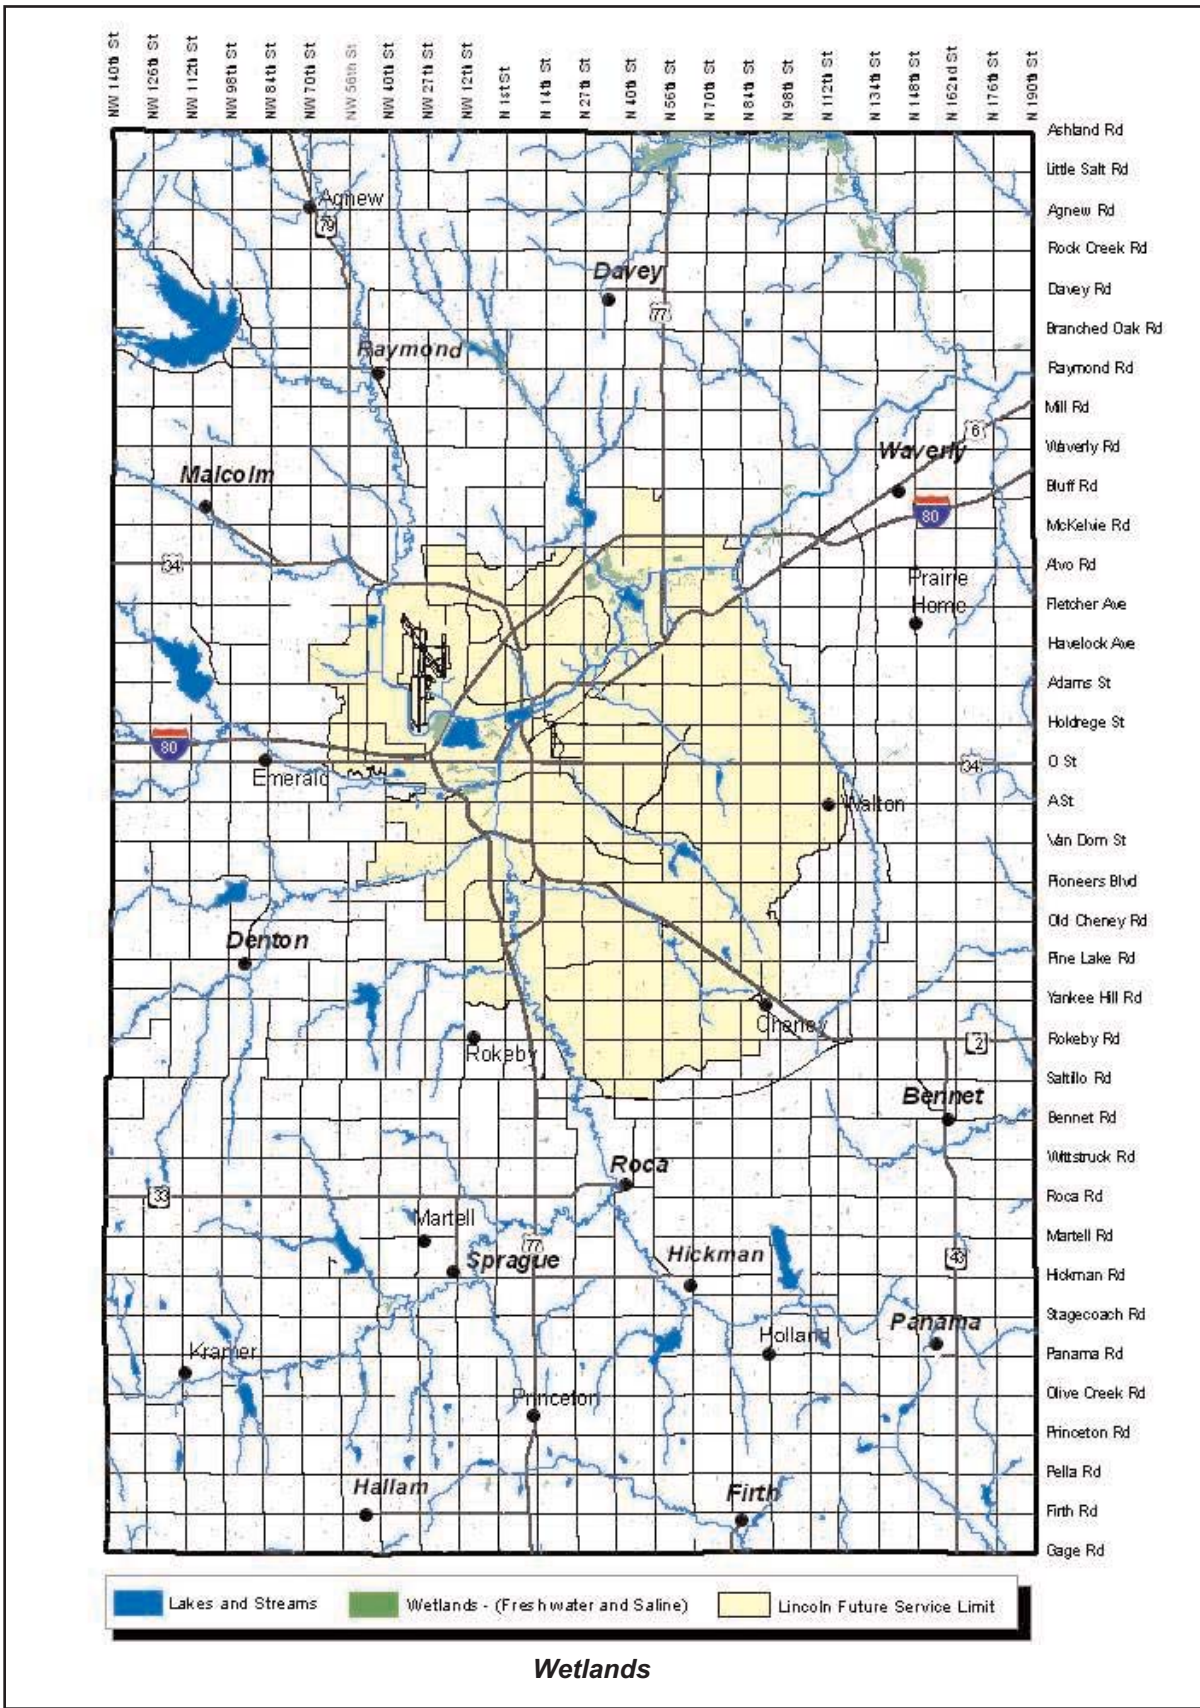 NW 140th St
NW 126th St
NW 112th St
NW 98th St
NW 84th St
NW 70th St
NW 56th St
NW 40th St
NW 27th St
NW 12th St
N 1st St
N 14th St
N 27th St
N 40th St
N 56th St
N 70th St
N 84th St
N 98th St
N 112th St
N 134th St
N 148th St
N 162nd St
N 176th St
N 190th St
Ashland Rd
Little Salt Rd
Agnew Rd
Rock Creek Rd
Davey Rd
Branched Oak Rd
Raymond Rd
Mill Rd
Waverly Rd
Bluff Rd
McKelvie Rd
Alvo Rd
Fletcher Ave
Havelock Ave
Adams St
Holdrege St
O St
A St
Van Dorn St
Pioneers Blvd
Old Cheney Rd
Pine Lake Rd
Yankee Hill Rd
Rokeby Rd
Saltillo Rd
Bennet Rd
Wittstruck Rd
Roca Rd
Martell Rd
Hickman Rd
Stagecoach Rd
Panama Rd
Olive Creek Rd
Princeton Rd
Pella Rd
Firth Rd
Gage Rd
Agnew
79
Davey
77
Raymond
6
Waverly
Malcolm
80
34
Prairie
Home
80
Emerald
34
Walton
Denton
Cheney
Rokeby
2
Bennet
Roca
33
Martell
77
Sprague
Hickman
43
Panama
Holland
Kramer
Princeton
Hallam
Firth
Lakes and Streams
Wetlands - (Freshwater and Saline)
Lincoln Future Service Limit
Wetlands